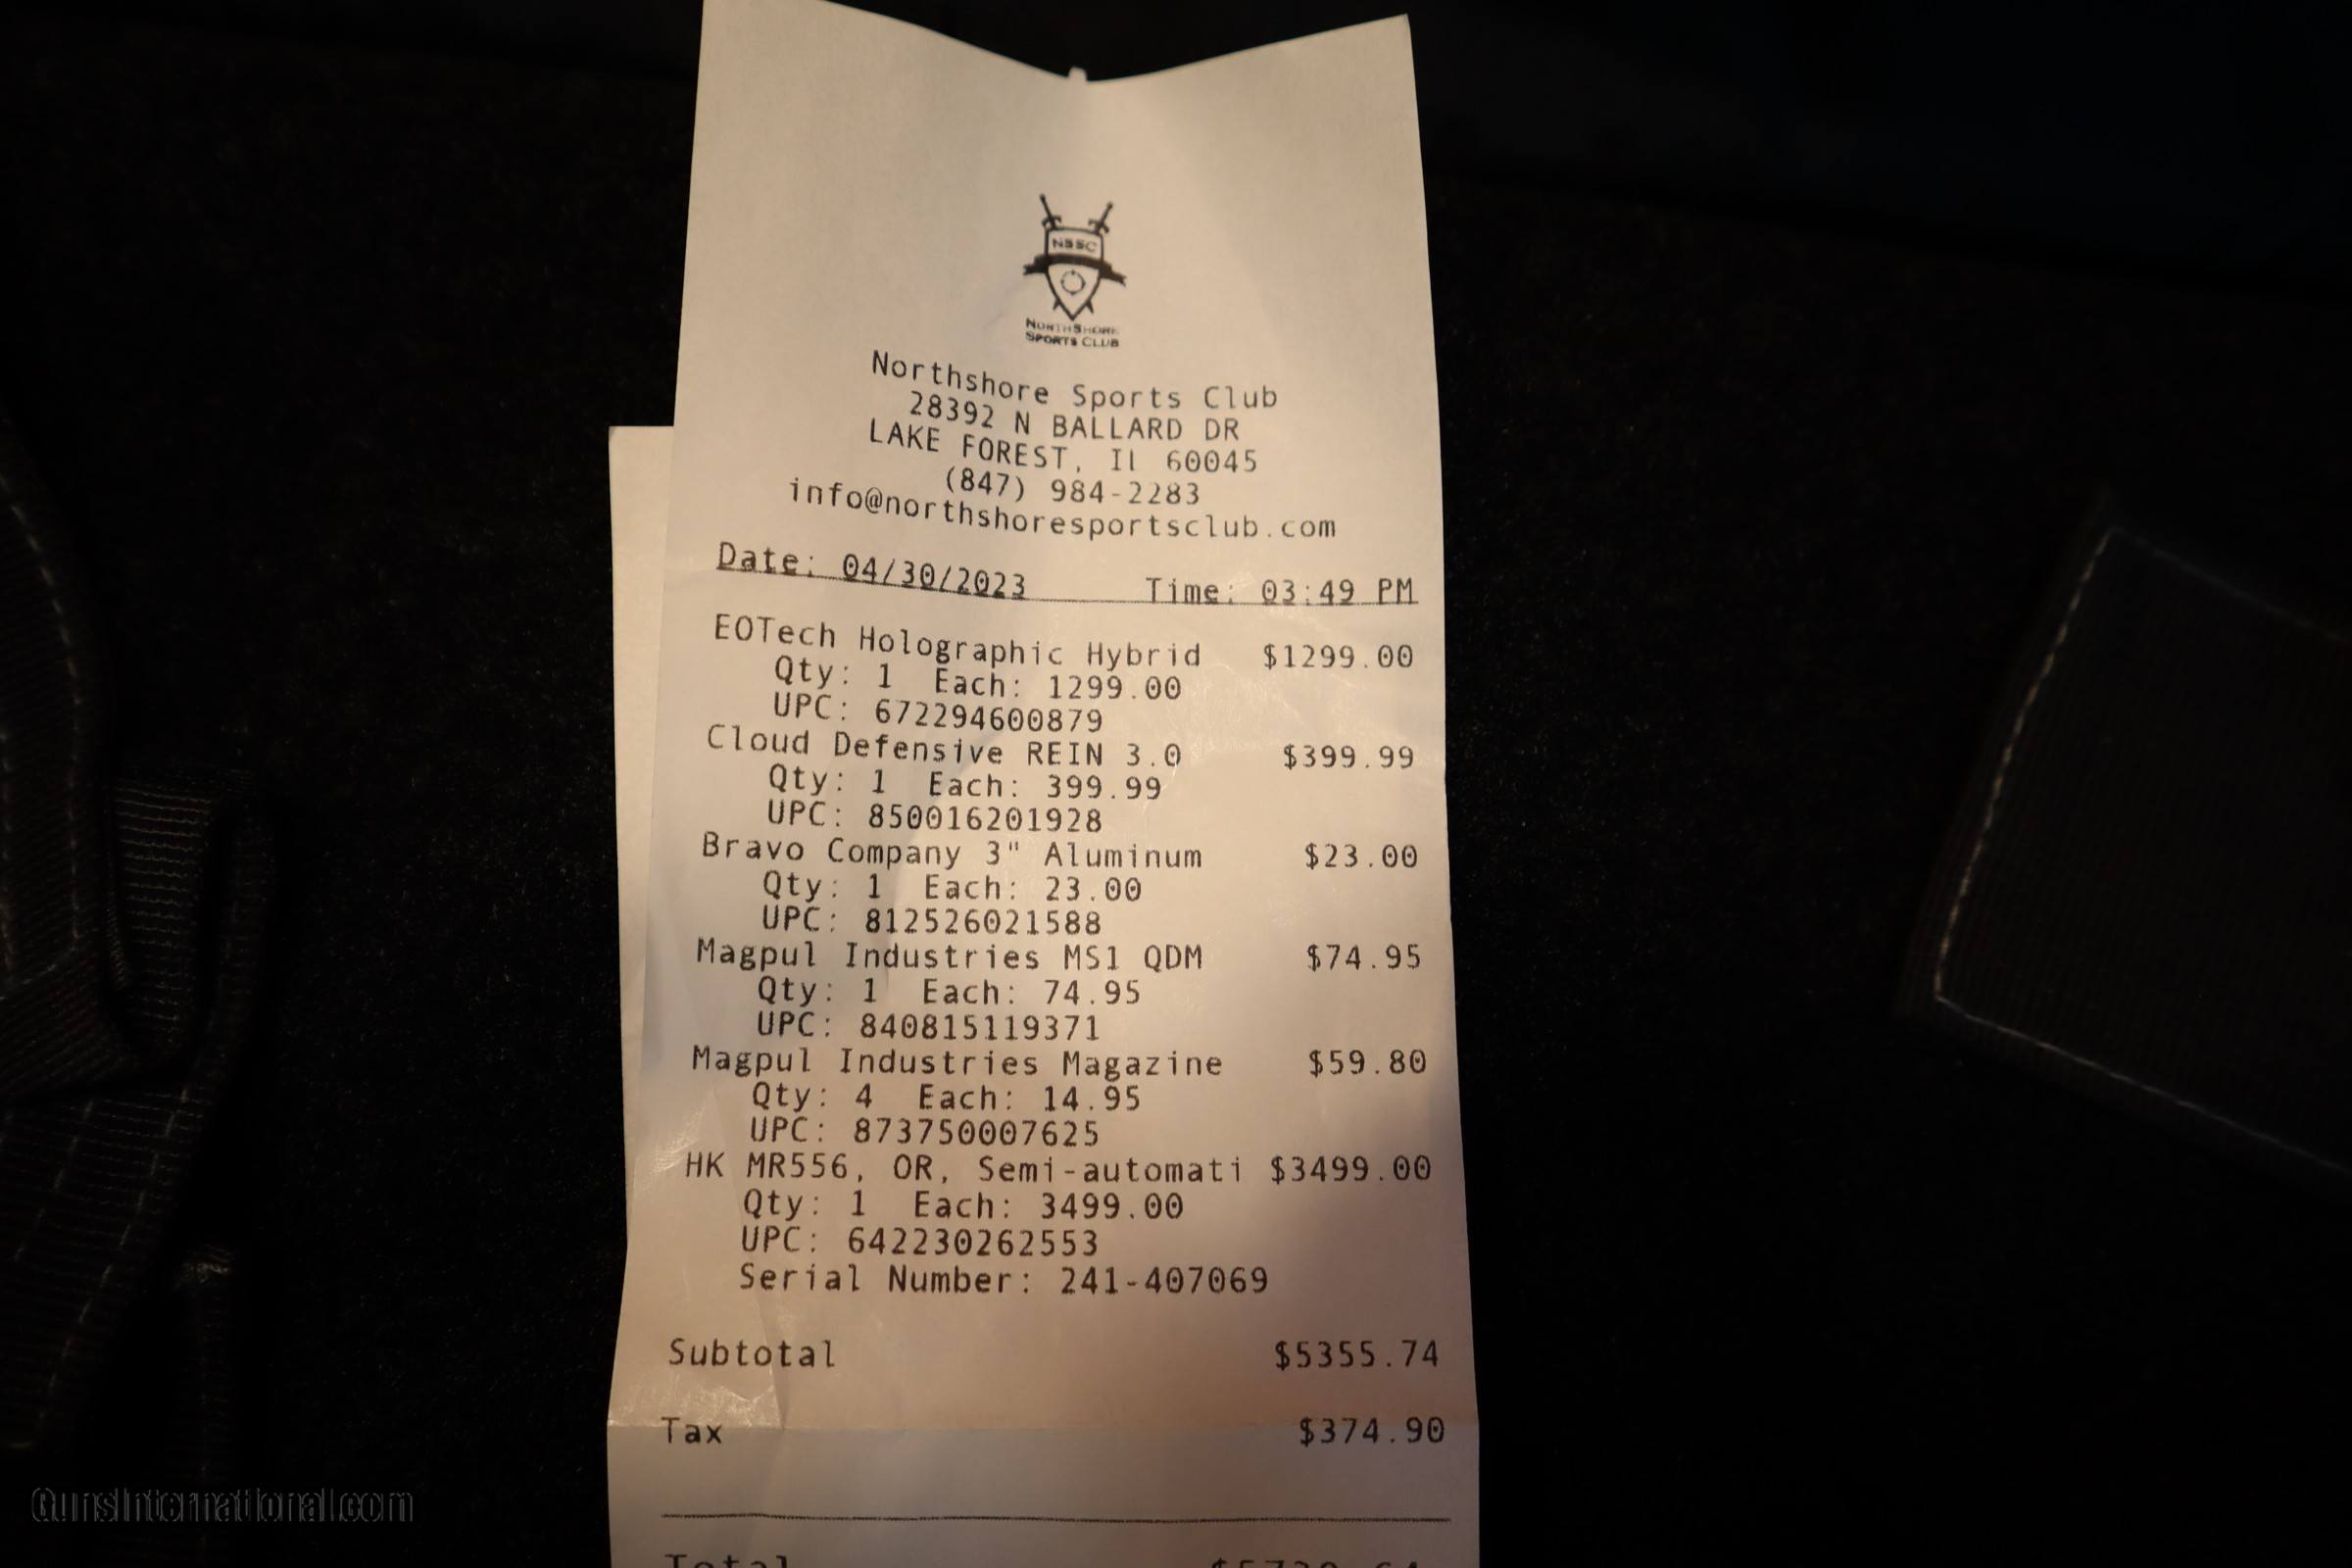 NSSC
NORTHSHORE
SPORTS CLUB
Northshore Sports Club
28392 N BALLARD DR
LAKE FOREST, Il 60045
(847) 984-2283
info@northshoresportsclub.com
Date: 04/30/2023 Time: 03:49 PM
EOTech Holographic Hybrid $1299.00
Qty: 1 Each: 1299.00
UPC: 672294600879
Cloud Defensive REIN 3.0 $399.99
Qty: 1 Each: 399.99
UPC: 850016201928
Bravo Company 3" Aluminum $23.00
Qty: 1 Each: 23.00
UPC: 812526021588
Magpul Industries MS1 QDM $74.95
Qty: 1 Each: 74.95
UPC: 840815119371
Magpul Industries Magazine $59.80
Qty: 4 Each: 14.95
UPC: 873750007625
HK MR556, OR, Semi-automati $3499.00
Qty: 1 Each: 3499.00
UPC: 642230262553
Serial Number: 241-407069
Subtotal $5355.74
Tax $374.90
Total
GunsInternational.com